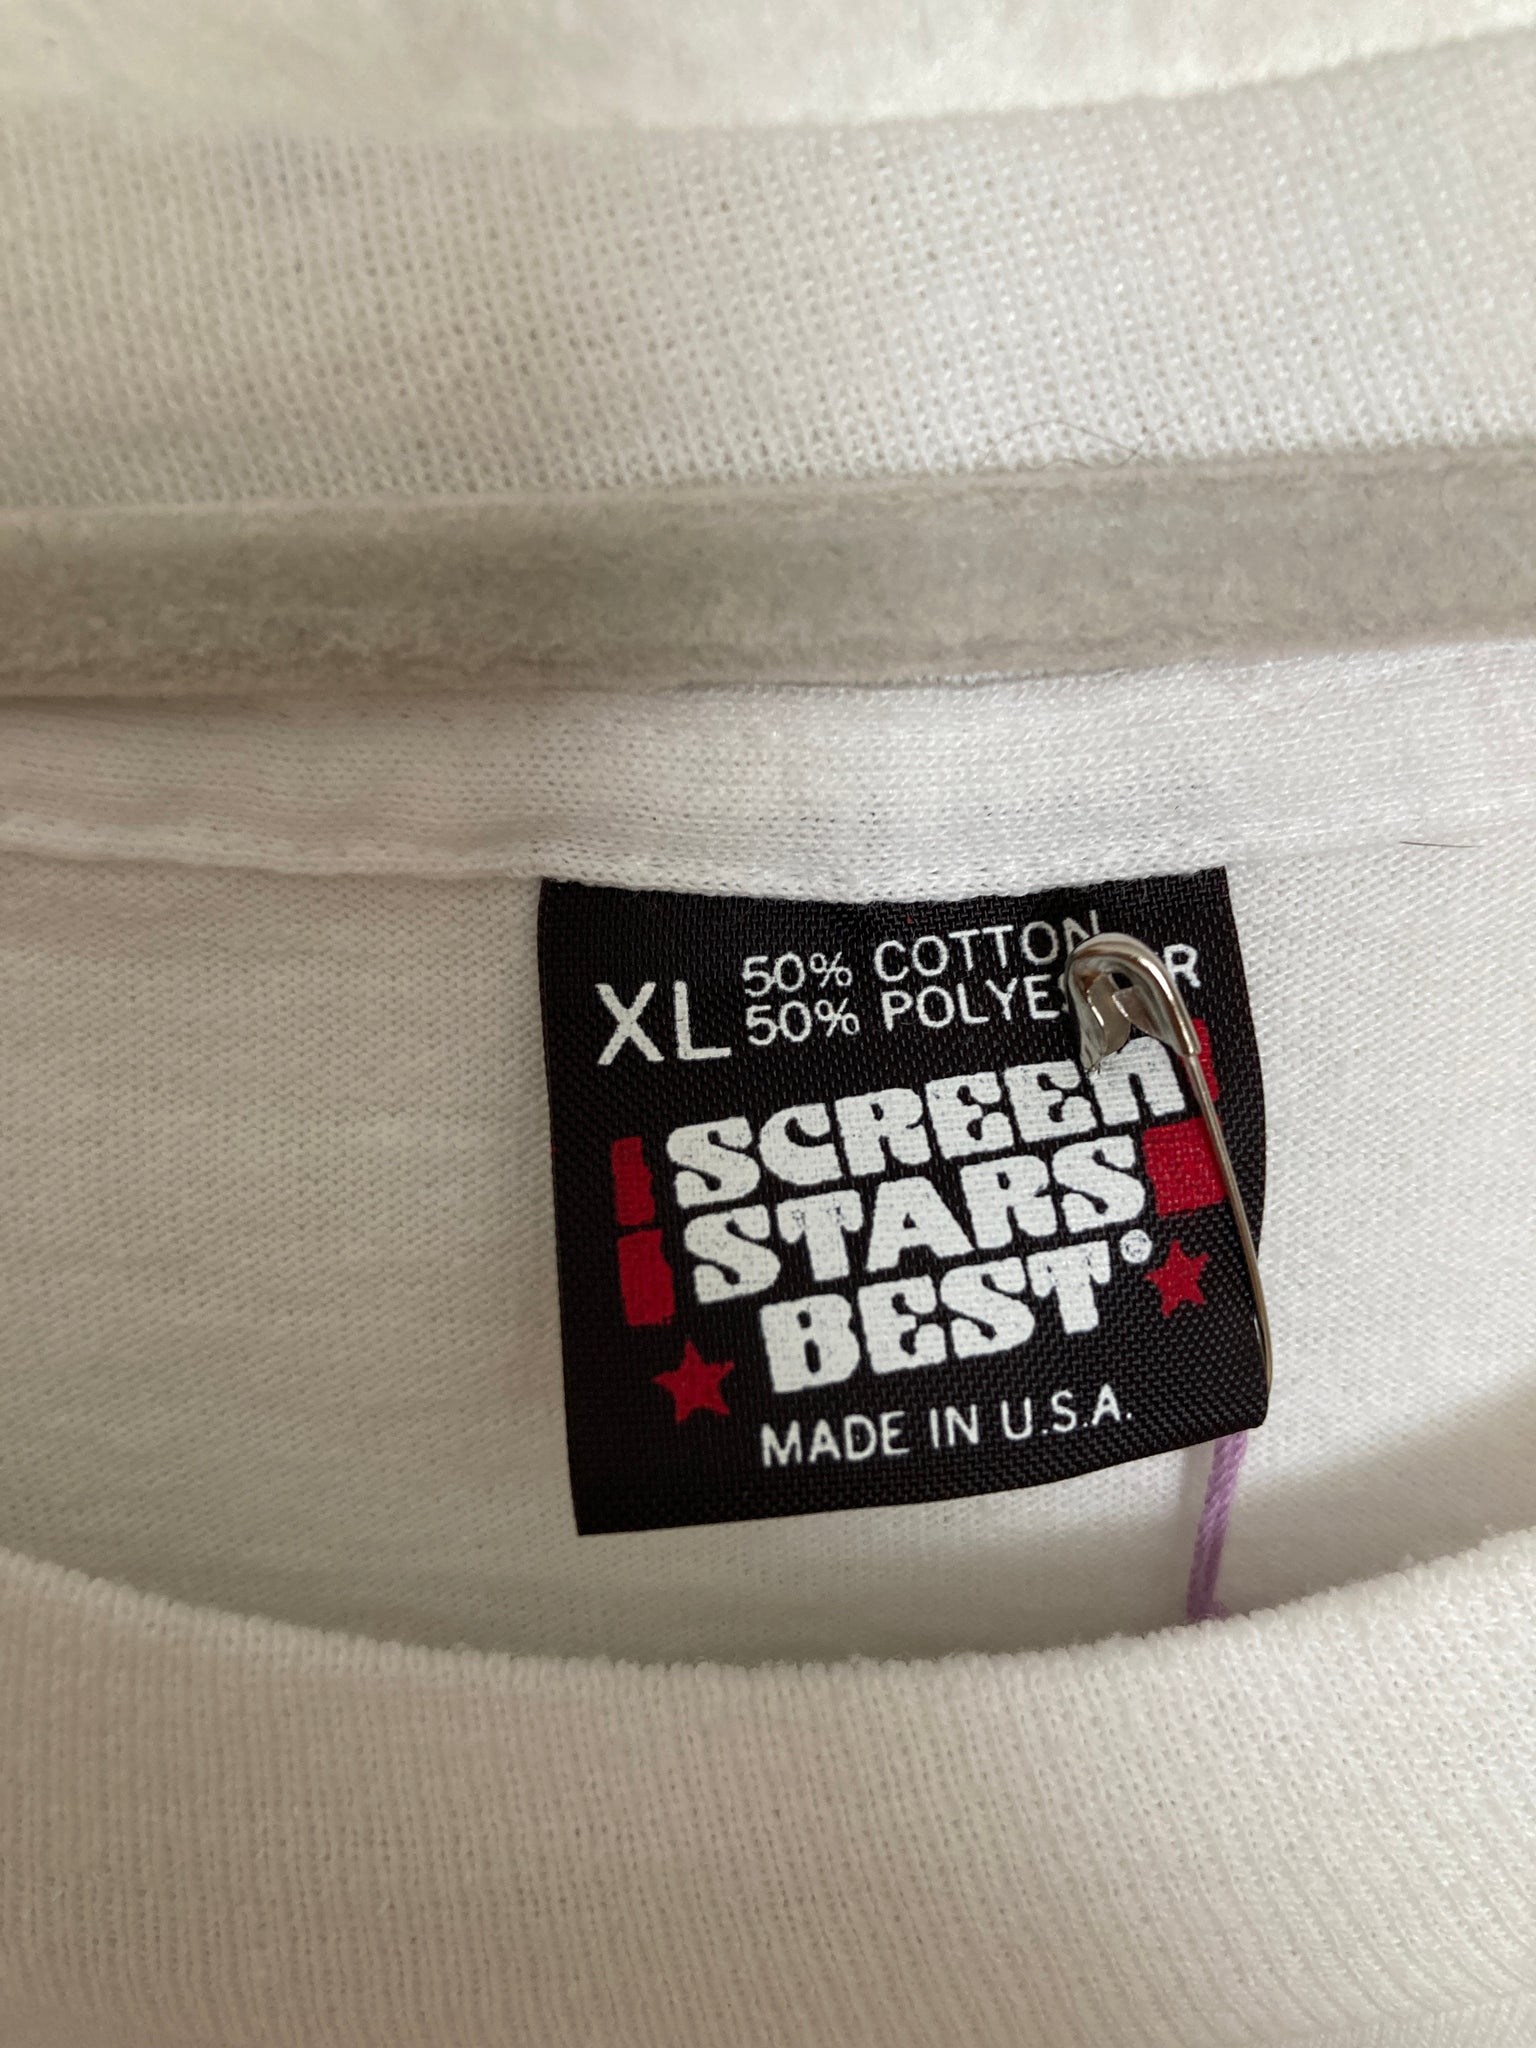 XL
50% COTTON
50% POLYESTER
SCREEN
STARS
BEST®
MADE IN U.S.A.